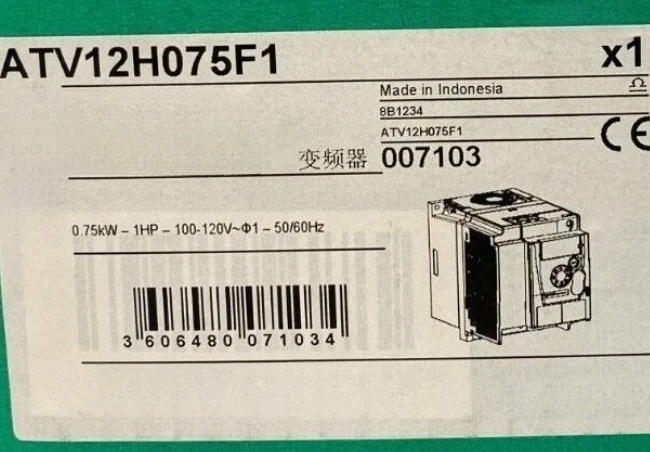 ATV12H075F1 x1
Made in Indonesia
8B1234
ATV12H075F1
CE
变频器 007103
0.75kW – 1HP – 100-120V~Φ1 – 50/60Hz
3 606480 071034